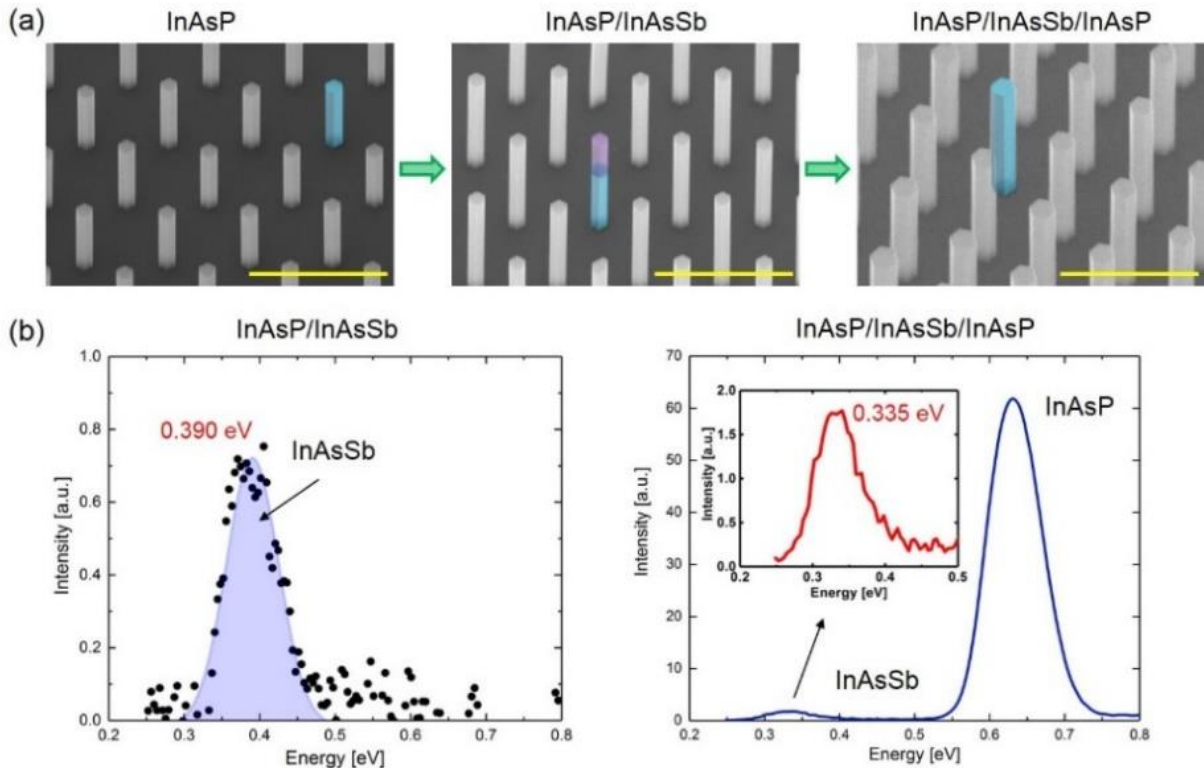 (a)
InAsP
InAsP/InAsSb
InAsP/InAsSb/InAsP
(b)
InAsP/InAsSb
1.0
0.8
0.6
0.4
0.2
0.0
0.2 0.3 0.4 0.5 0.6 0.7 0.8
Intensity [a.u.]
Energy [eV]
0.390 eV
InAsSb
InAsP/InAsSb/InAsP
70
60
50
40
30
20
10
0
0.2 0.3 0.4 0.5 0.6 0.7 0.8
Intensity [a.u.]
Energy [eV]
InAsP
InAsSb
2.0
1.5
1.0
0.5
0.0
0.2 0.3 0.4 0.5
Intensity [a.u.]
Energy [eV]
0.335 eV